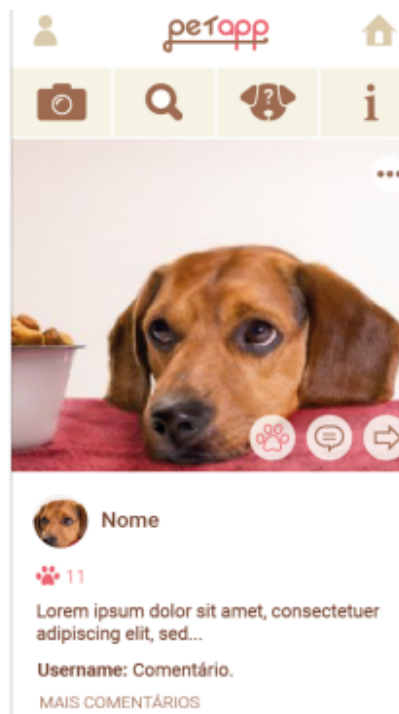 petapp
?
i
Nome
11
Lorem ipsum dolor sit amet, consectetuer
adipiscing elit, sed...
Username: Comentário.
MAIS COMENTÁRIOS